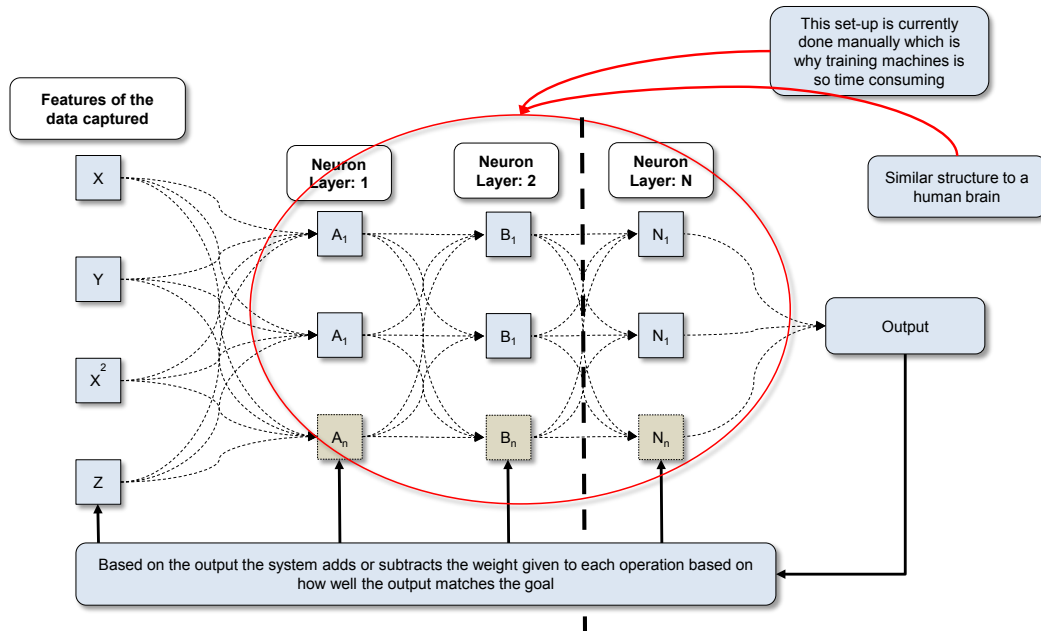 This set-up is currently
done manually which is
why training machines is
so time consuming
Features of the
data captured
Neuron
Layer: 1
Neuron
Layer: 2
Neuron
Layer: N
Similar structure to a
human brain
X
A₁
B₁
N₁
Y
Output
A₁
B₁
N₁
X²
Aₙ
Bₙ
Nₙ
Z
Based on the output the system adds or subtracts the weight given to each operation based on
how well the output matches the goal